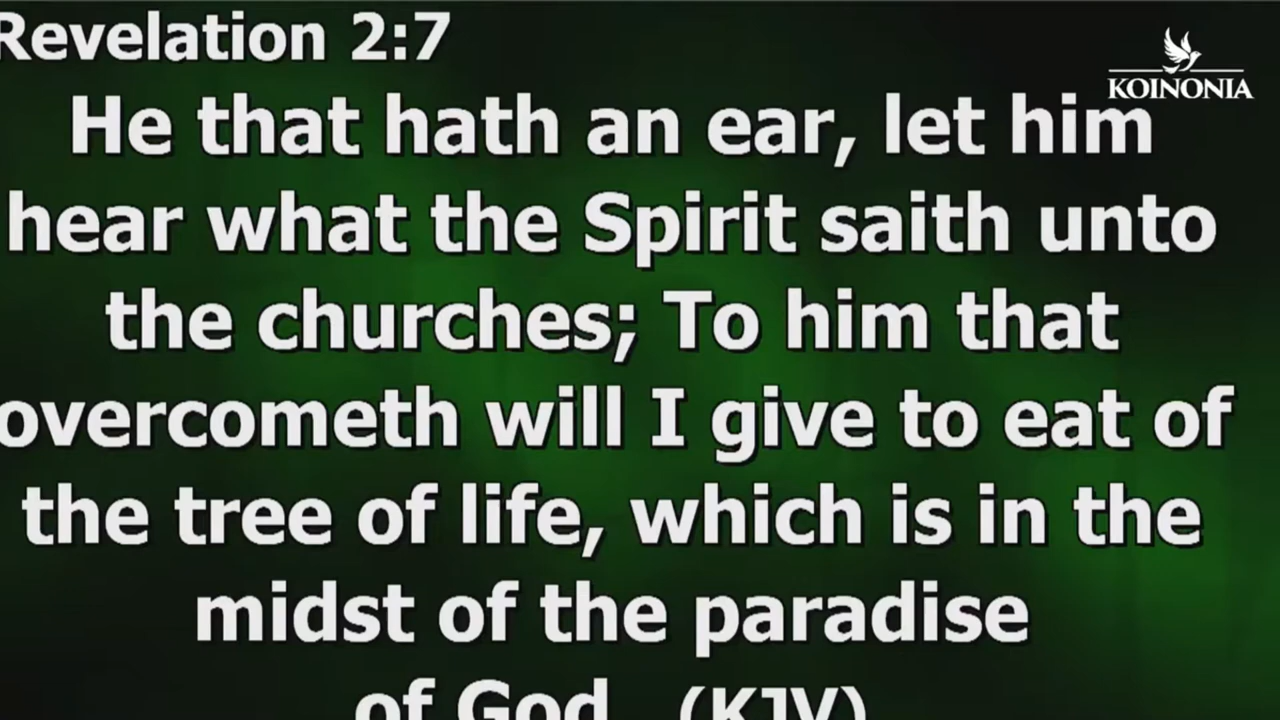 Revelation 2:7
KOINONIA
He that hath an ear, let him
hear what the Spirit saith unto
the churches; To him that
overcometh will I give to eat of
the tree of life, which is in the
midst of the paradise
of God. (KJV)